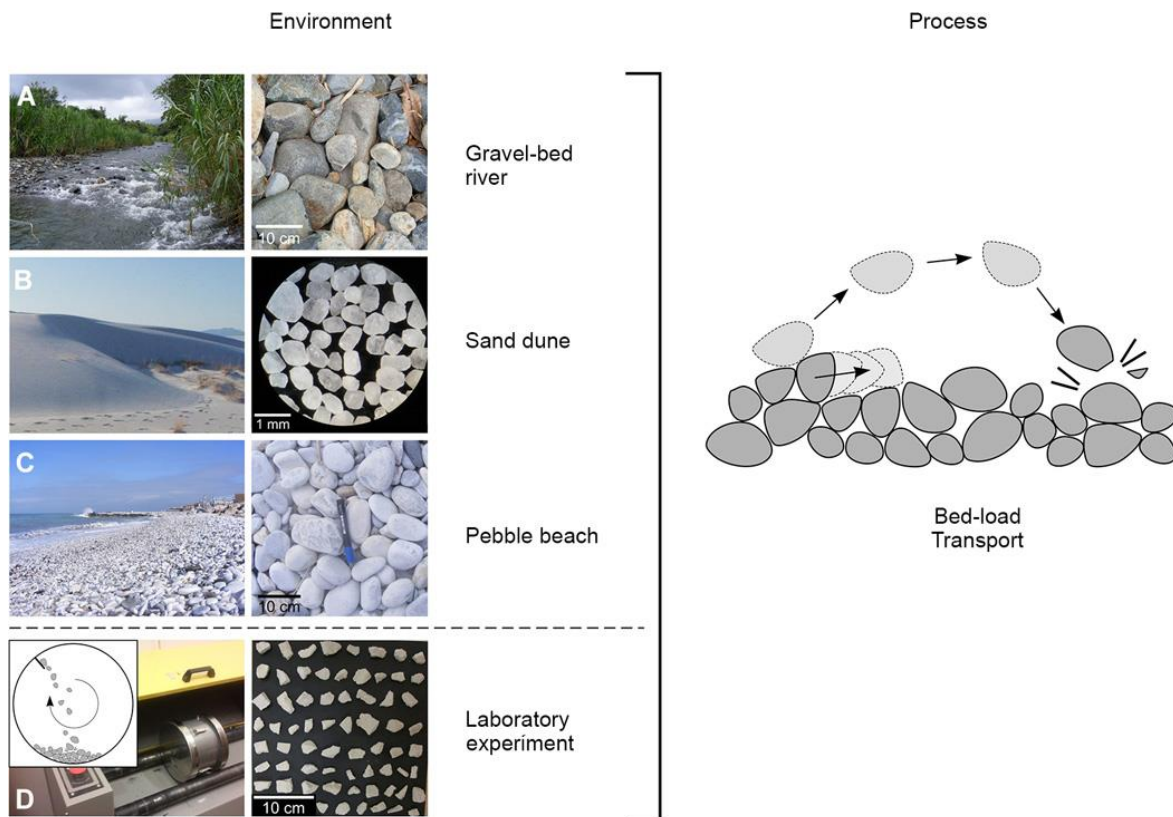 Environment
Process
A
10 cm
Gravel-bed
river
B
1 mm
Sand dune
C
10 cm
Pebble beach
D
10 cm
Laboratory
experiment
Bed-load
Transport